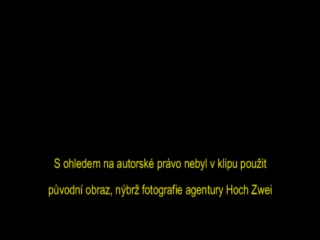 S ohledem na autorské právo nebyl v klipu použit
původní obraz, nýbrž fotografie agentury Hoch Zwei